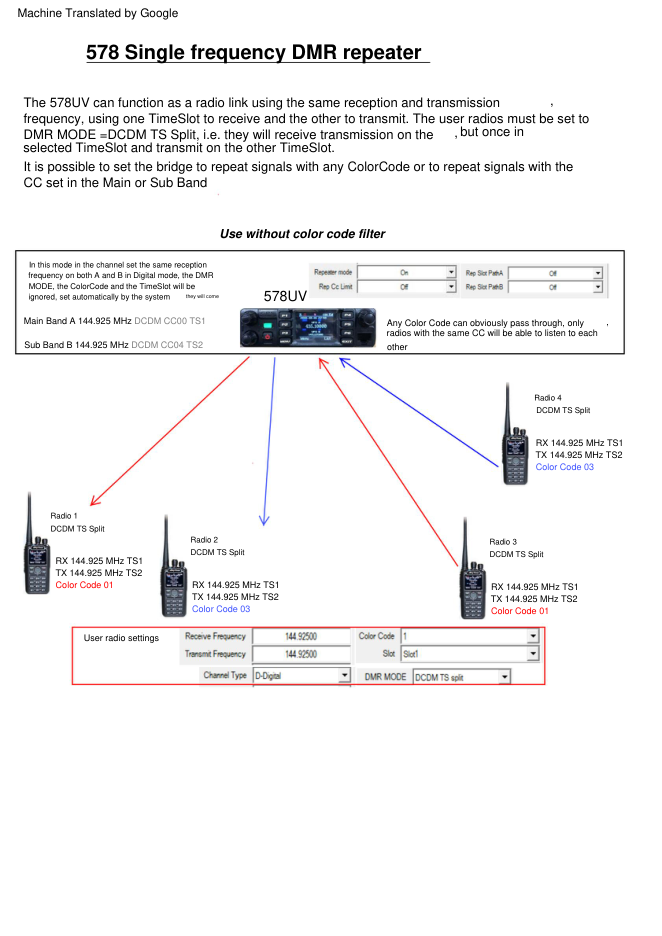 Machine Translated by Google
578 Single frequency DMR repeater
The 578UV can function as a radio link using the same reception and transmission ,
frequency, using one TimeSlot to receive and the other to transmit. The user radios must be set to
DMR MODE =DCDM TS Split, i.e. they will receive transmission on the , but once in
selected TimeSlot and transmit on the other TimeSlot.
It is possible to set the bridge to repeat signals with any ColorCode or to repeat signals with the
CC set in the Main or Sub Band
Use without color code filter
In this mode in the channel set the same reception
frequency on both A and B in Digital mode, the DMR
MODE, the ColorCode and the TimeSlot will be
ignored, set automatically by the system they will come
Repeater mode On Rep Slot PathA Off
Rep Cc Limit Off Rep Slot PathB Off
578UV
Main Band A 144.925 MHz DCDM CC00 TS1
Sub Band B 144.925 MHz DCDM CC04 TS2
Any Color Code can obviously pass through, only ,
radios with the same CC will be able to listen to each
other
Radio 4
DCDM TS Split
RX 144.925 MHz TS1
TX 144.925 MHz TS2
Color Code 03
Radio 1
DCDM TS Split
RX 144.925 MHz TS1
TX 144.925 MHz TS2
Color Code 01
Radio 2
DCDM TS Split
RX 144.925 MHz TS1
TX 144.925 MHz TS2
Color Code 03
Radio 3
DCDM TS Split
RX 144.925 MHz TS1
TX 144.925 MHz TS2
Color Code 01
User radio settings
Receive Frequency 144.92500 Color Code 1
Transmit Frequency 144.92500 Slot Slot1
Channel Type D-Digital DMR MODE DCDM TS split